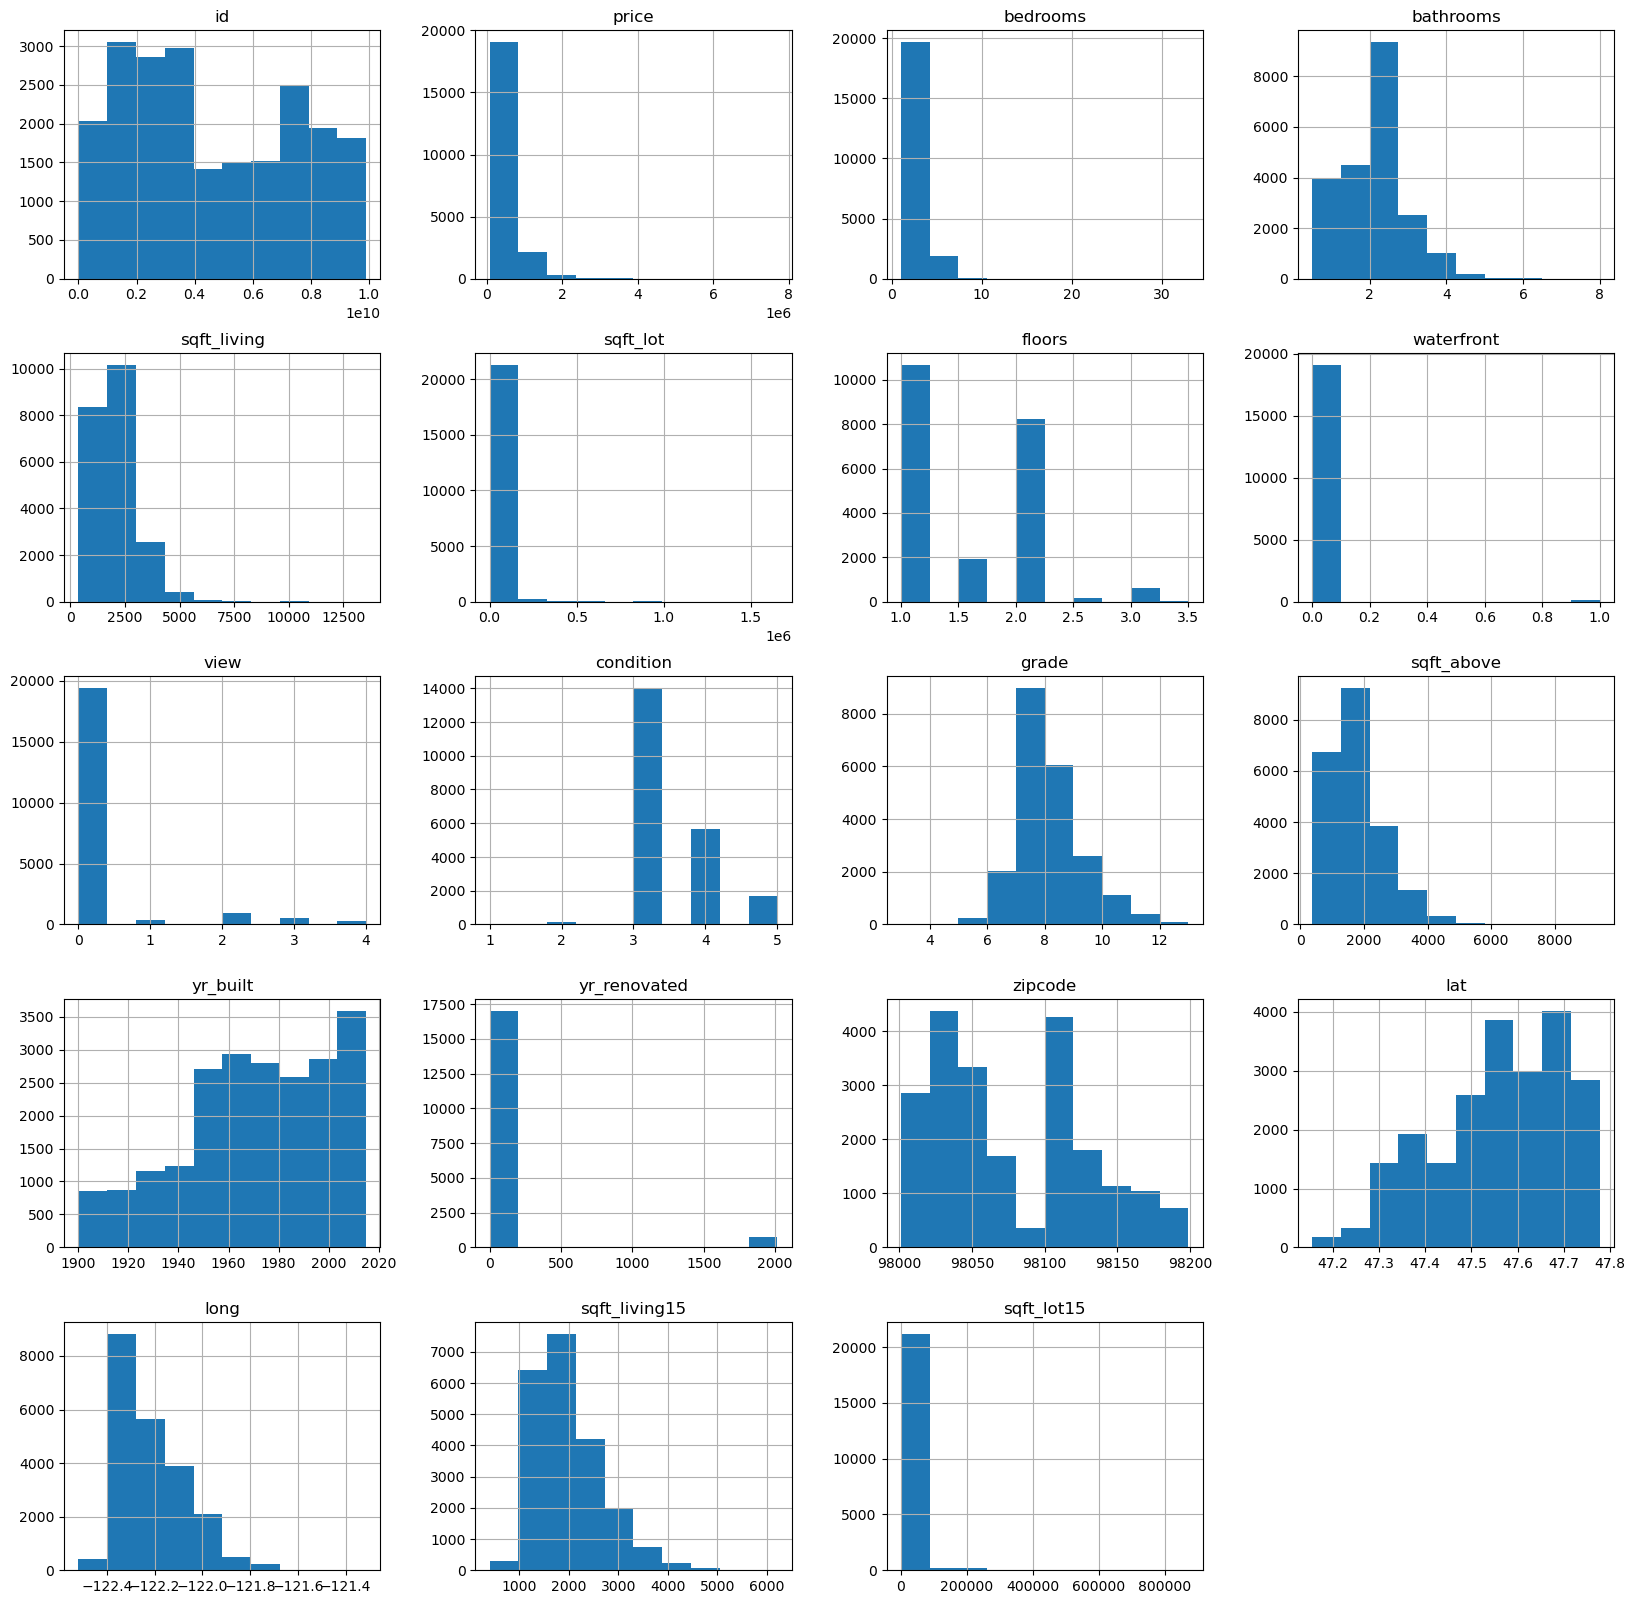 id
3000
2500
2000
1500
1000
500
0
0.0 0.2 0.4 0.6 0.8 1.0
1e10
price
20000
15000
10000
5000
0
0 2 4 6 8
1e6
bedrooms
20000
15000
10000
5000
0
0 10 20 30
bathrooms
8000
6000
4000
2000
0
2 4 6 8
sqft_living
10000
8000
6000
4000
2000
0
0 2500 5000 7500 10000 12500
sqft_lot
20000
15000
10000
5000
0
0.0 0.5 1.0 1.5
1e6
floors
10000
8000
6000
4000
2000
0
1.0 1.5 2.0 2.5 3.0 3.5
waterfront
20000
15000
10000
5000
0
0.0 0.2 0.4 0.6 0.8 1.0
view
20000
15000
10000
5000
0
0 1 2 3 4
condition
14000
12000
10000
8000
6000
4000
2000
0
1 2 3 4 5
grade
8000
6000
4000
2000
0
4 6 8 10 12
sqft_above
8000
6000
4000
2000
0
0 2000 4000 6000 8000
yr_built
3500
3000
2500
2000
1500
1000
500
0
1900 1920 1940 1960 1980 2000 2020
yr_renovated
17500
15000
12500
10000
7500
5000
2500
0
0 500 1000 1500 2000
zipcode
4000
3000
2000
1000
0
98000 98050 98100 98150 98200
lat
4000
3000
2000
1000
0
47.2 47.3 47.4 47.5 47.6 47.7 47.8
long
8000
6000
4000
2000
0
−122.4 −122.2 −122.0 −121.8 −121.6 −121.4
sqft_living15
7000
6000
5000
4000
3000
2000
1000
0
1000 2000 3000 4000 5000 6000
sqft_lot15
20000
15000
10000
5000
0
0 200000 400000 600000 800000